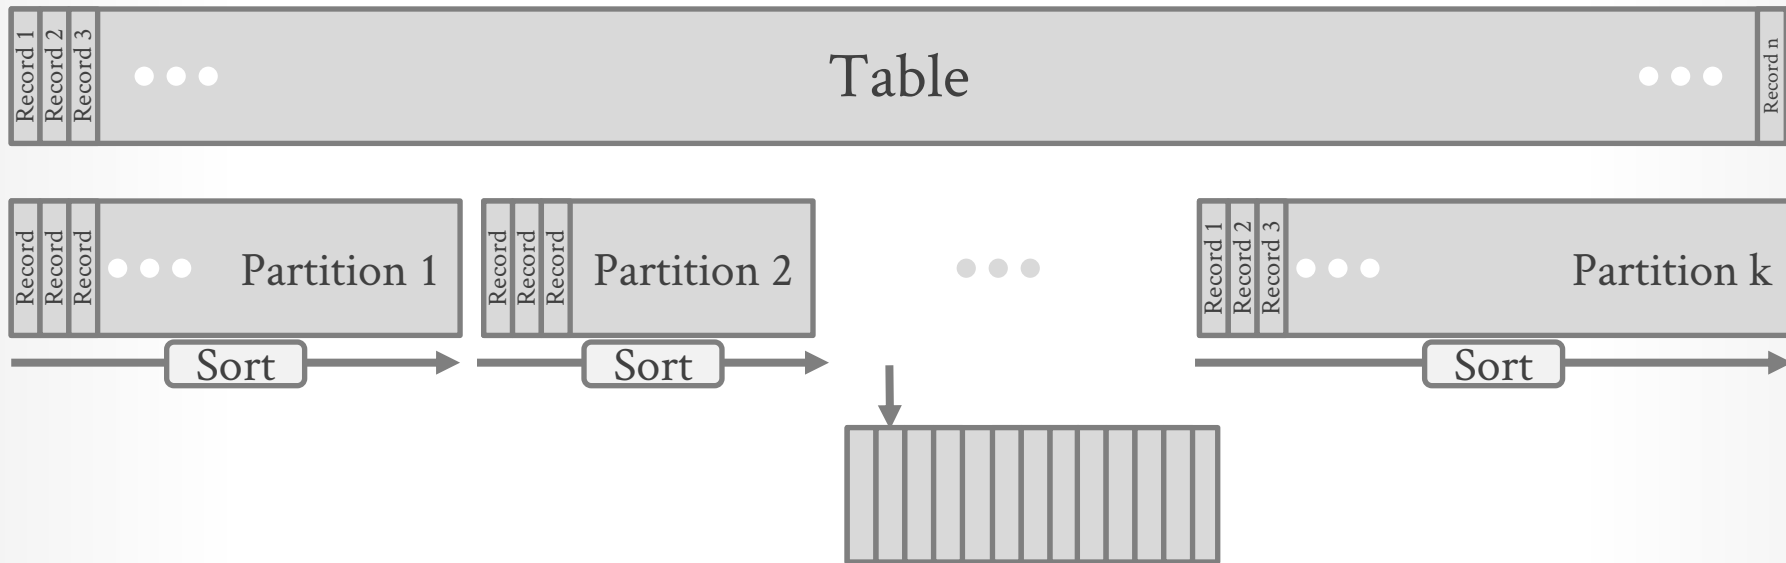 Record 1
Record 2
Record 3
Table
Record n
Record
Record
Record
Partition 1
Record
Record
Record
Partition 2
Record 1
Record 2
Record 3
Partition k
Sort
Sort
Sort